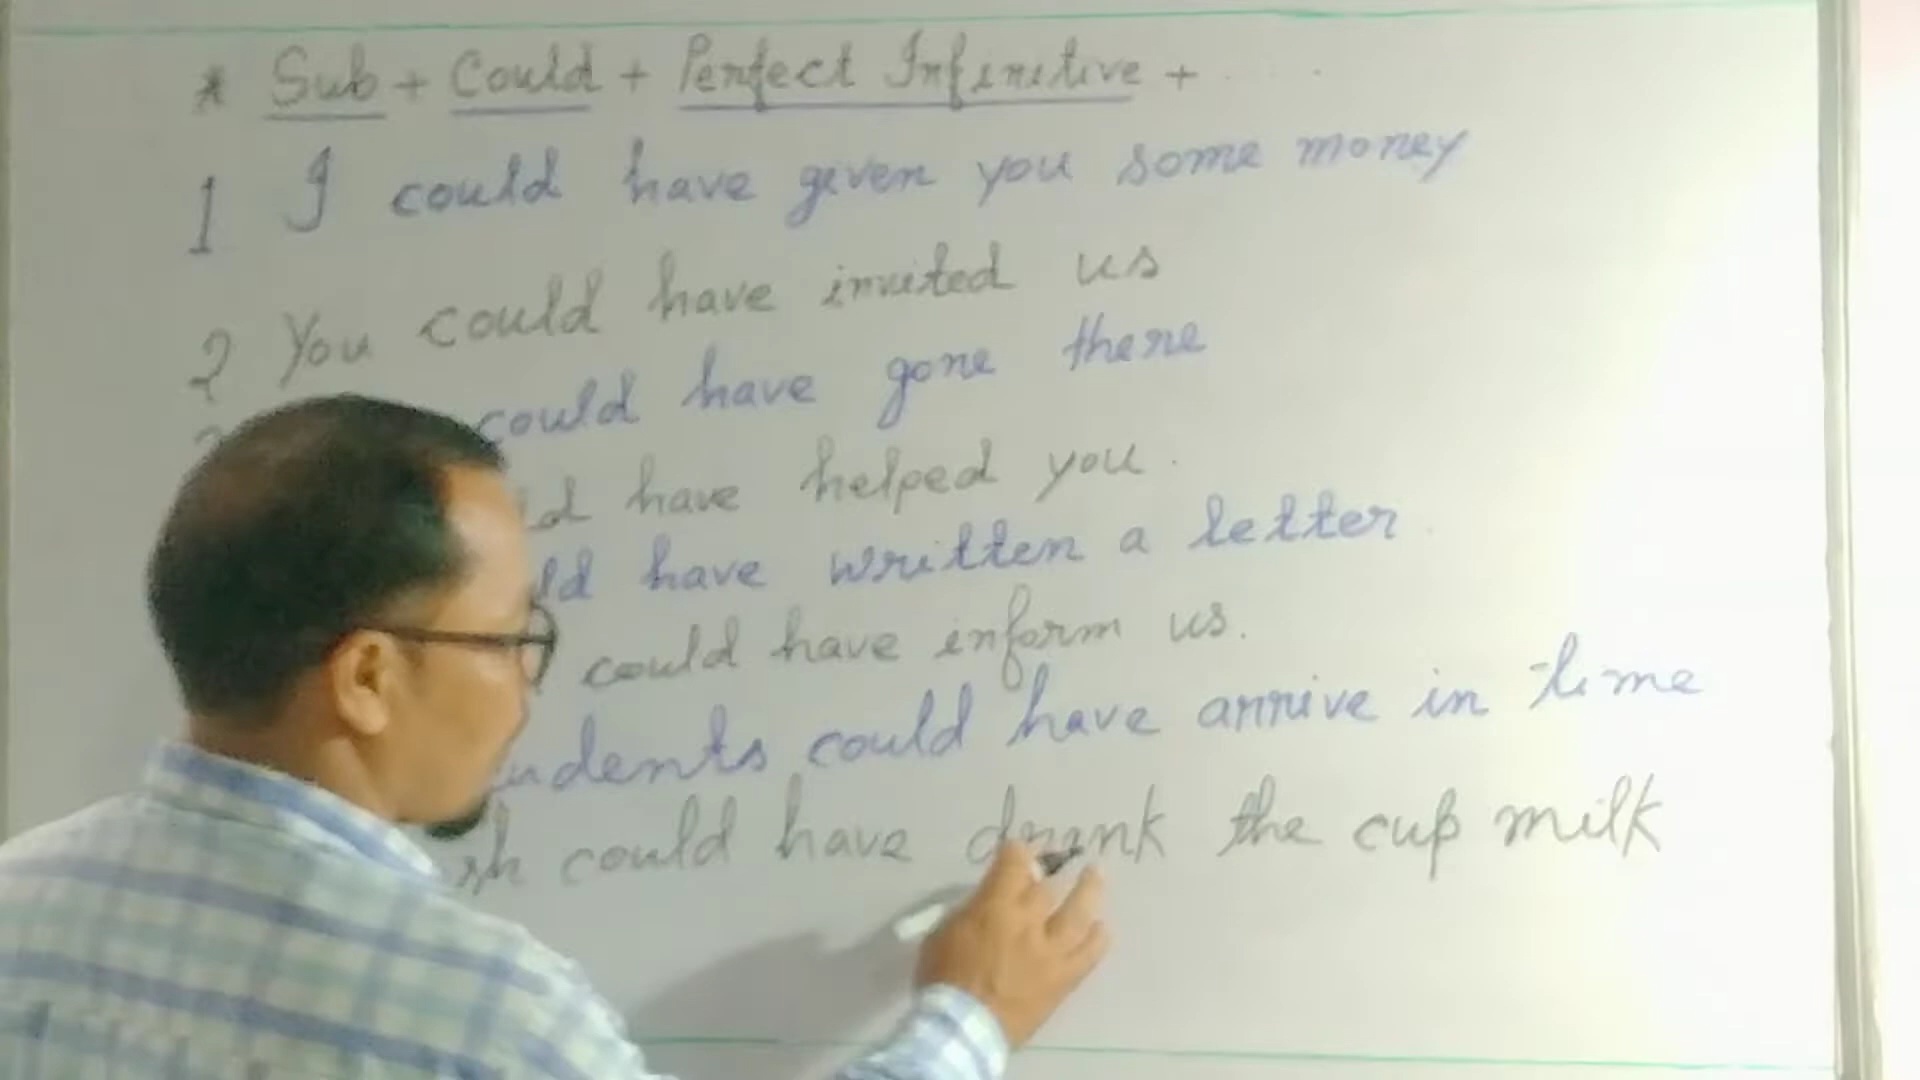 * Sub + Could + Perfect Infinitive + . . .
1 I could have given you some money
2 You could have invited us
could have gone there
have helped you.
have written a letter.
could have inform us.
could have arrive in time
could have the cup milk